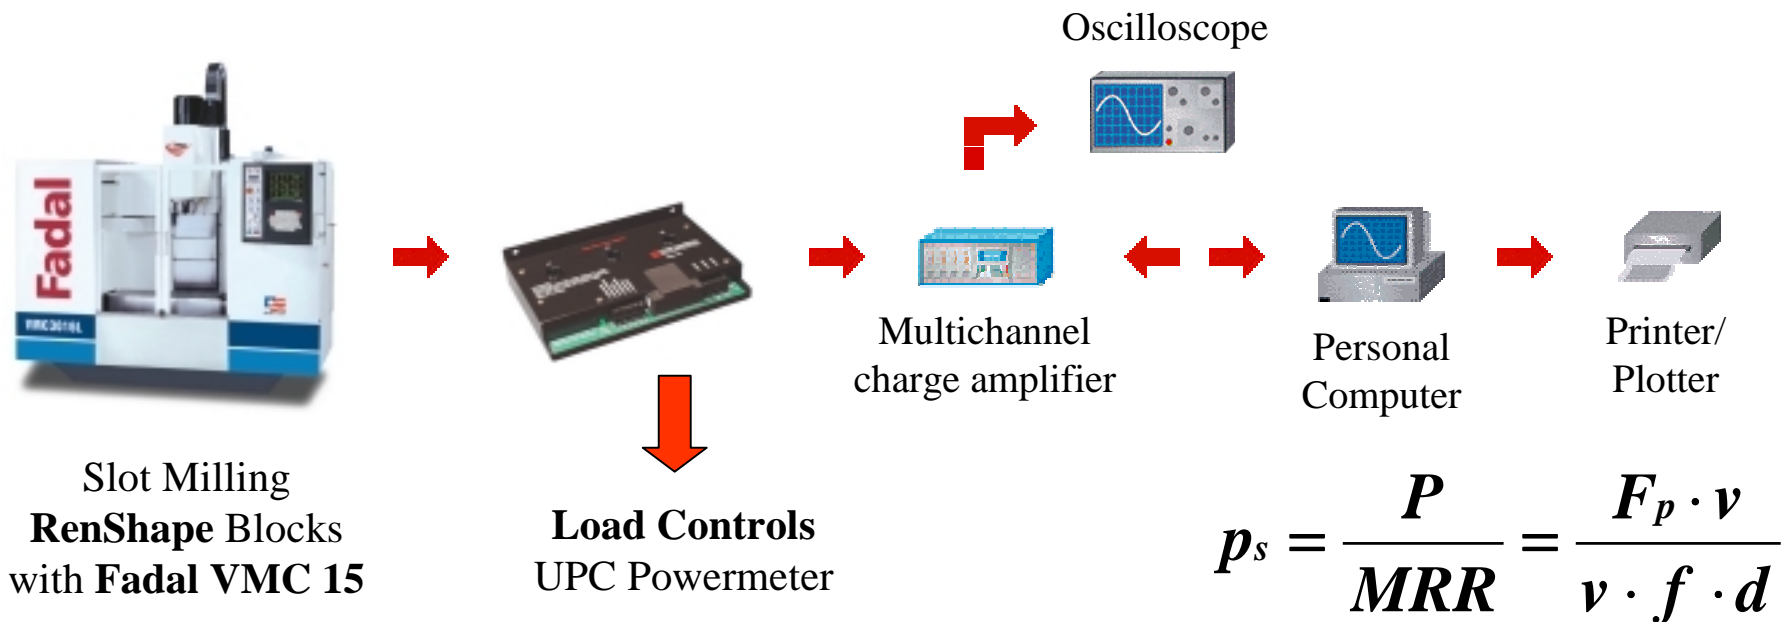 Oscilloscope
Fadal
VMC3016L
Multichannel
charge amplifier
Personal
Computer
Printer/
Plotter
Slot Milling
RenShape Blocks
with Fadal VMC 15
Load Controls
UPC Powermeter
pₛ = P / MRR = Fₚ · v / v · f · d